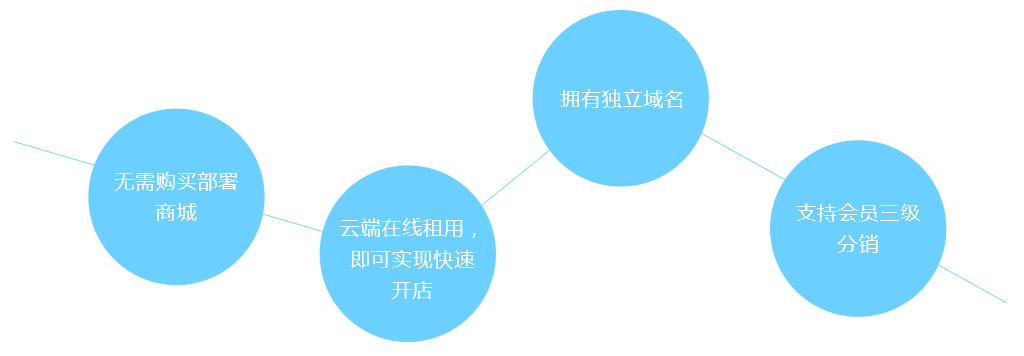 无需购买部署
商城
云端在线租用，
即可实现快速
开店
拥有独立域名
支持会员三级
分销